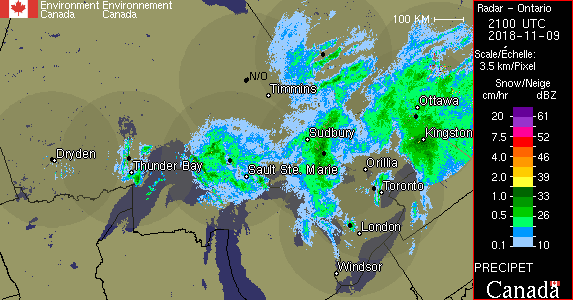 Environment Environnement
Canada Canada
100 KM
N/O
Timmins
Ottawa
Sudbury
Kingston
Dryden
Thunder Bay
Sault Ste. Marie
Orillia
Toronto
London
Windsor
Radar - Ontario
2100 UTC
2018-11-09
Scale/Échelle:
3.5 km/Pixel
Snow/Neige
cm/hr dBZ
20 61
7.5 52
4.0 46
2.0 39
1.0 33
0.5 26
0.1 10
PRECIPET
Canada